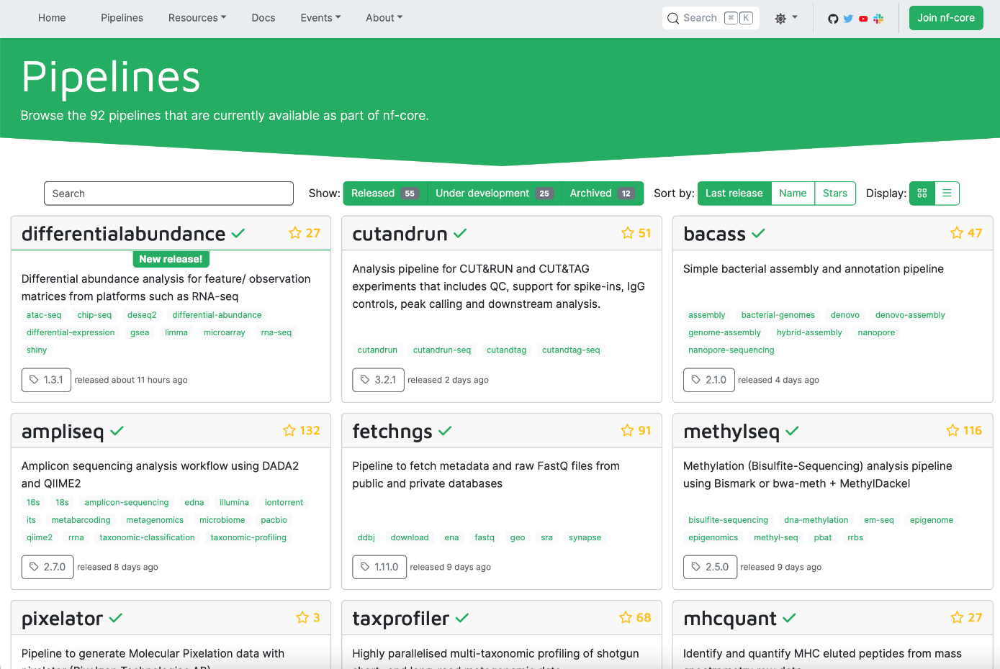 Home Pipelines Resources Docs Events About Search ⌘ K Join nf-core
Pipelines
Browse the 92 pipelines that are currently available as part of nf-core.
Search Show: Released 55 Under development 25 Archived 12 Sort by: Last release Name Stars Display:
differentialabundance 27
New release!
Differential abundance analysis for feature/ observation
matrices from platforms such as RNA-seq
atac-seq chip-seq deseq2 differential-abundance
differential-expression gsea limma microarray rna-seq
shiny
1.3.1 released about 11 hours ago
cutandrun 51
Analysis pipeline for CUT&RUN and CUT&TAG
experiments that includes QC, support for spike-ins, IgG
controls, peak calling and downstream analysis.
cutandrun cutandrun-seq cutandtag cutandtag-seq
3.2.1 released 2 days ago
bacass 47
Simple bacterial assembly and annotation pipeline
assembly bacterial-genomes denovo denovo-assembly
genome-assembly hybrid-assembly nanopore
nanopore-sequencing
2.1.0 released 4 days ago
ampliseq 132
Amplicon sequencing analysis workflow using DADA2
and QIIME2
16s 18s amplicon-sequencing edna illumina iontorrent
its metabarcoding metagenomics microbiome pacbio
qiime2 rrna taxonomic-classification taxonomic-profiling
2.7.0 released 8 days ago
fetchngs 91
Pipeline to fetch metadata and raw FastQ files from
public and private databases
ddbj download ena fastq geo sra synapse
1.11.0 released 9 days ago
methylseq 116
Methylation (Bisulfite-Sequencing) analysis pipeline
using Bismark or bwa-meth + MethylDackel
bisulfite-sequencing dna-methylation em-seq epigenome
epigenomics methyl-seq pbat rrbs
2.5.0 released 9 days ago
pixelator 3
Pipeline to generate Molecular Pixelation data with
pixelator (Pixelgen Technologies AB)
taxprofiler 68
Highly parallelised multi-taxonomic profiling of shotgun
short- and long-read metagenomic data
mhcquant 27
Identify and quantify MHC eluted peptides from mass
spectrometry raw data